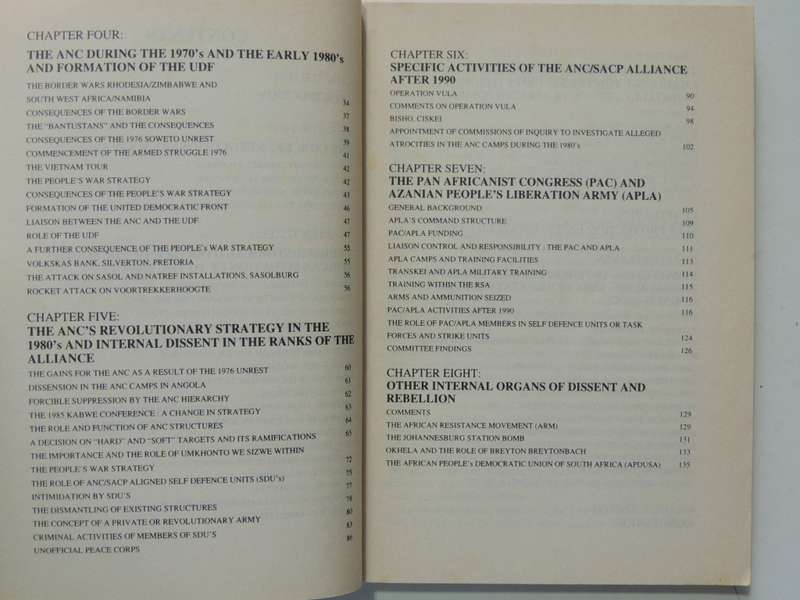 CHAPTER FOUR:
THE ANC DURING THE 1970's AND THE EARLY 1980's
AND FORMATION OF THE UDF
THE BORDER WARS RHODESIA/ZIMBABWE AND
SOUTH WEST AFRICA/NAMIBIA 34
CONSEQUENCES OF THE BORDER WARS 37
THE "BANTUSTANS" AND THE CONSEQUENCES 38
CONSEQUENCES OF THE 1976 SOWETO UNREST 39
COMMENCEMENT OF THE ARMED STRUGGLE 1976 41
THE VIETNAM TOUR 42
THE PEOPLE'S WAR STRATEGY 42
CONSEQUENCES OF THE PEOPLE'S WAR STRATEGY 43
FORMATION OF THE UNITED DEMOCRATIC FRONT 46
LIAISON BETWEEN THE ANC AND THE UDF 47
ROLE OF THE UDF 47
A FURTHER CONSEQUENCE OF THE PEOPLE's WAR STRATEGY 55
VOLKSKAS BANK, SILVERTON, PRETORIA 55
THE ATTACK ON SASOL AND NATREF INSTALLATIONS, SASOLBURG 56
ROCKET ATTACK ON VOORTREKKERHOOGTE 56
CHAPTER FIVE:
THE ANC'S REVOLUTIONARY STRATEGY IN THE
1980's AND INTERNAL DISSENT IN THE RANKS OF THE
ALLIANCE
THE GAINS FOR THE ANC AS A RESULT OF THE 1976 UNREST 60
DISSENSION IN THE ANC CAMPS IN ANGOLA 61
FORCIBLE SUPPRESSION BY THE ANC HIERARCHY 62
THE 1985 KABWE CONFERENCE : A CHANGE IN STRATEGY 63
THE ROLE AND FUNCTION OF ANC STRUCTURES 64
A DECISION ON "HARD" AND "SOFT" TARGETS AND ITS RAMIFICATIONS 65
THE IMPORTANCE AND THE ROLE OF UMKHONTO WE SIZWE WITHIN
THE PEOPLE'S WAR STRATEGY 72
THE ROLE OF ANC/SACP ALIGNED SELF DEFENCE UNITS (SDU's) 75
INTIMIDATION BY SDU'S 77
THE DISMANTLING OF EXISTING STRUCTURES 78
THE CONCEPT OF A PRIVATE OR REVOLUTIONARY ARMY 80
CRIMINAL ACTIVITIES OF MEMBERS OF SDU's 83
UNOFFICIAL PEACE CORPS 86
CHAPTER SIX:
SPECIFIC ACTIVITIES OF THE ANC/SACP ALLIANCE
AFTER 1990
OPERATION VULA 90
COMMENTS ON OPERATION VULA 94
BISHO, CISKEI 98
APPOINTMENT OF COMMISSIONS OF INQUIRY TO INVESTIGATE ALLEGED
ATROCITIES IN THE ANC CAMPS DURING THE 1980's 102
CHAPTER SEVEN:
THE PAN AFRICANIST CONGRESS (PAC) AND
AZANIAN PEOPLE'S LIBERATION ARMY (APLA)
GENERAL BACKGROUND 105
APLA'S COMMAND STRUCTURE 109
PAC/APLA FUNDING 110
LIAISON CONTROL AND RESPONSIBILITY : THE PAC AND APLA 111
APLA CAMPS AND TRAINING FACILITIES 113
TRANSKEI AND APLA MILITARY TRAINING 114
TRAINING WITHIN THE RSA 115
ARMS AND AMMUNITION SEIZED 116
PAC/APLA ACTIVITIES AFTER 1990 116
THE ROLE OF PAC/APLA MEMBERS IN SELF DEFENCE UNITS OR TASK
FORCES AND STRIKE UNITS 124
COMMITTEE FINDINGS 126
CHAPTER EIGHT:
OTHER INTERNAL ORGANS OF DISSENT AND
REBELLION
COMMENTS 129
THE AFRICAN RESISTANCE MOVEMENT (ARM) 129
THE JOHANNESBURG STATION BOMB 131
OKHELA AND THE ROLE OF BREYTON BREYTONBACH 133
THE AFRICAN PEOPLE's DEMOCRATIC UNION OF SOUTH AFRICA (APDUSA) 135